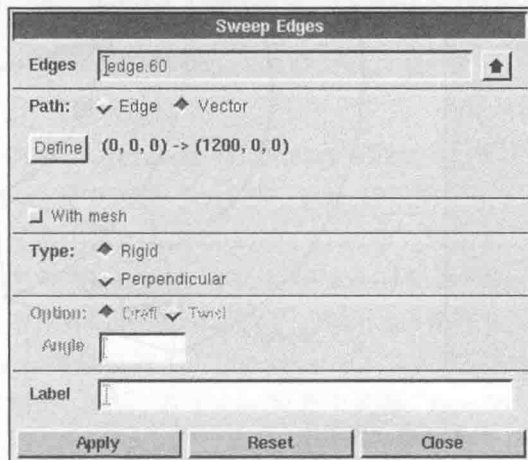 Sweep Edges
Edges edge.60
Path: Edge Vector
Define (0, 0, 0) -> (1200, 0, 0)
With mesh
Type: Rigid
Perpendicular
Option: Draft Twist
Angle
Label
Apply Reset Close